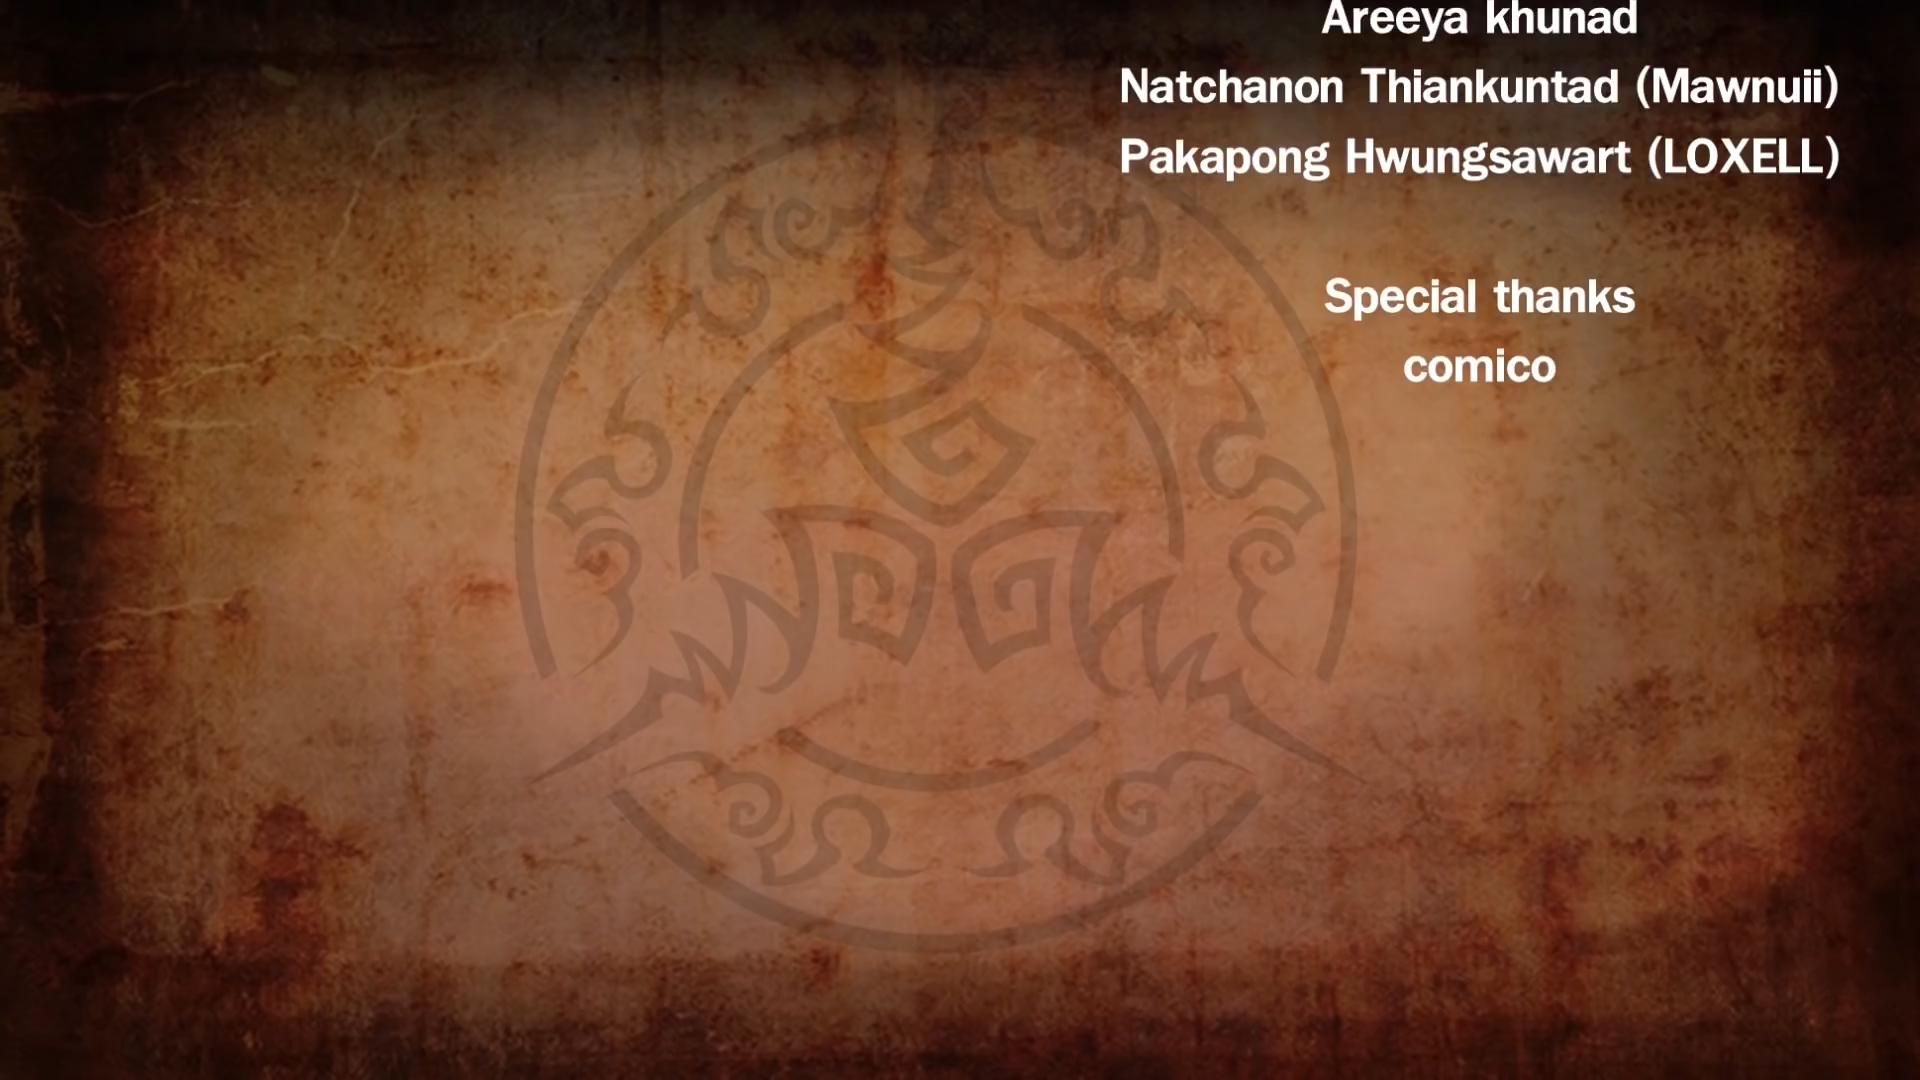 Areeya khunad
Natchanon Thiankuntad (Mawnuii)
Pakapong Hwungsawart (LOXELL)
Special thanks
comico